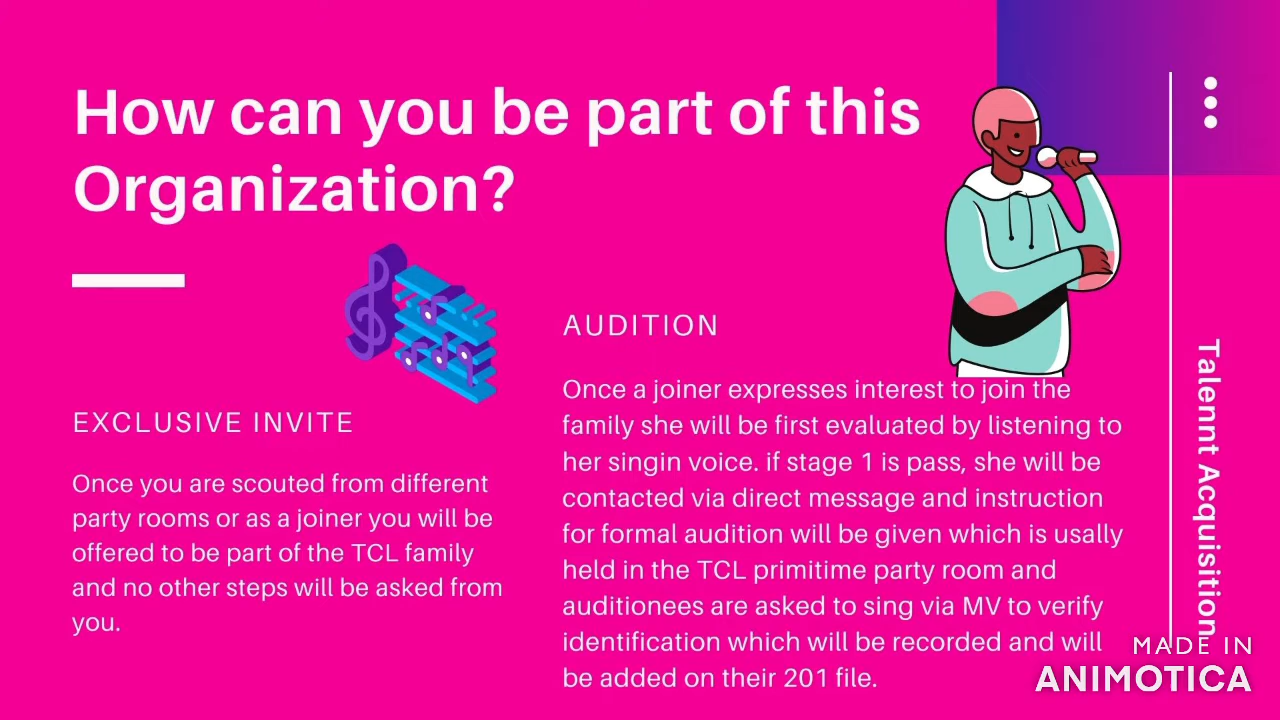 How can you be part of this
Organization?
EXCLUSIVE INVITE
Once you are scouted from different
party rooms or as a joiner you will be
offered to be part of the TCL family
and no other steps will be asked from
you.
AUDITION
Once a joiner expresses interest to join the
family she will be first evaluated by listening to
her singin voice. if stage 1 is pass, she will be
contacted via direct message and instruction
for formal audition will be given which is usally
held in the TCL primitime party room and
auditionees are asked to sing via MV to verify
identification which will be recorded and will
be added on their 201 file.
Talennt Acquisition
MADE IN
ANIMOTICA